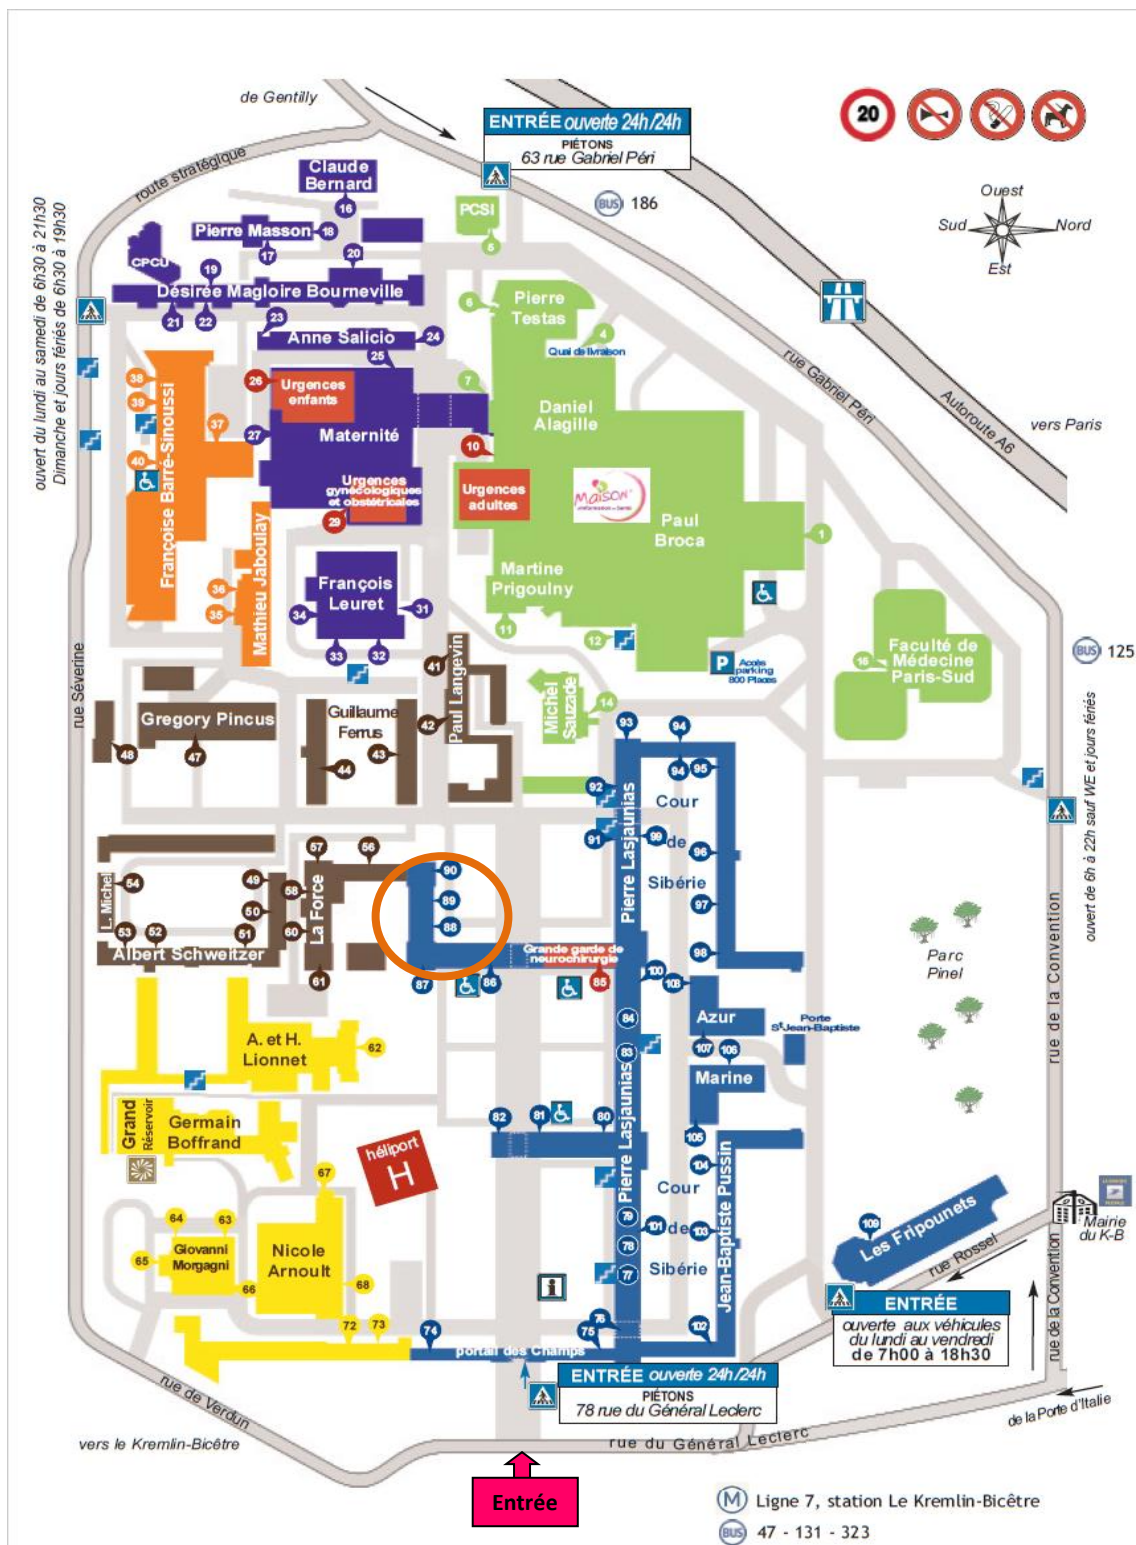 de Gentilly
ENTRÉE ouverte 24h/24h
PIÉTONS
63 rue Gabriel Péri
20
route stratégique
Claude
Bernard
16
PCSI
5
BUS 186
Ouest
Sud
Nord
Est
Pierre Masson
18
17
CPCU
19
20
Désirée Magloire Bourneville
21
22
23
24
Anne Salicio
25
6
Pierre
Testas
4
Quai de livraison
ouvert du lundi au samedi de 6h30 à 21h30
Dimanche et jours fériés de 6h30 à 19h30
rue Gabriel Péri
Autoroute A6
vers Paris
26
Urgences
enfants
27
Maternité
7
Daniel
Alagille
10
Urgences
adultes
Maison
Paul
Broca
1
Urgences
gynécologiques
et obstétricales
29
38
39
37
40
Françoise Barré-Sinoussi
Mathieu Jaboulay
36
35
François
Leuret
34
31
33
32
Martine
Prigoulny
11
12
P
Accès
parking
800 Places
Faculté de
Médecine
Paris-Sud
BUS 125
rue Séverine
41
Paul Langevin
42
Michel
Sauzade
14
Gregory Pincus
48
47
Guillaume
Ferrus
43
44
93
94
94
95
92
Cour
de
Sibérie
91
99
96
97
98
Pierre Lasjaunias
ouvert de 6h à 22h sauf WE et jours fériés
rue de la Convention
L. Michel
54
53
52
51
49
50
Albert Schweitzer
57
56
58
La Force
60
61
90
89
88
87
86
Grande garde de
neurochirurgie
85
100
108
Parc
Pinel
A. et H.
Lionnet
62
84
83
Azur
107
106
Marine
105
Porte
St Jean-Baptiste
Grand
Réservoir
Germain
Boffrand
héliport
H
82
81
80
Pierre Lasjaunias
104
Jean-Baptiste Pussin
67
64
63
65
Giovanni
Morgagni
66
Nicole
Arnoult
68
79
78
77
101
Cour
de
Sibérie
103
i
109
Les Fripounets
rue Rossel
Mairie
du K-B
rue de la Convention
ENTRÉE
ouverte aux véhicules
du lundi au vendredi
de 7h00 à 18h30
72
73
74
75
76
102
portail des Champs
ENTRÉE ouverte 24h/24h
PIÉTONS
78 rue du Général Leclerc
rue de Verdun
vers le Kremlin-Bicêtre
rue du Général Leclerc
de la Porte d'Italie
Entrée
M Ligne 7, station Le Kremlin-Bicêtre
BUS 47 - 131 - 323